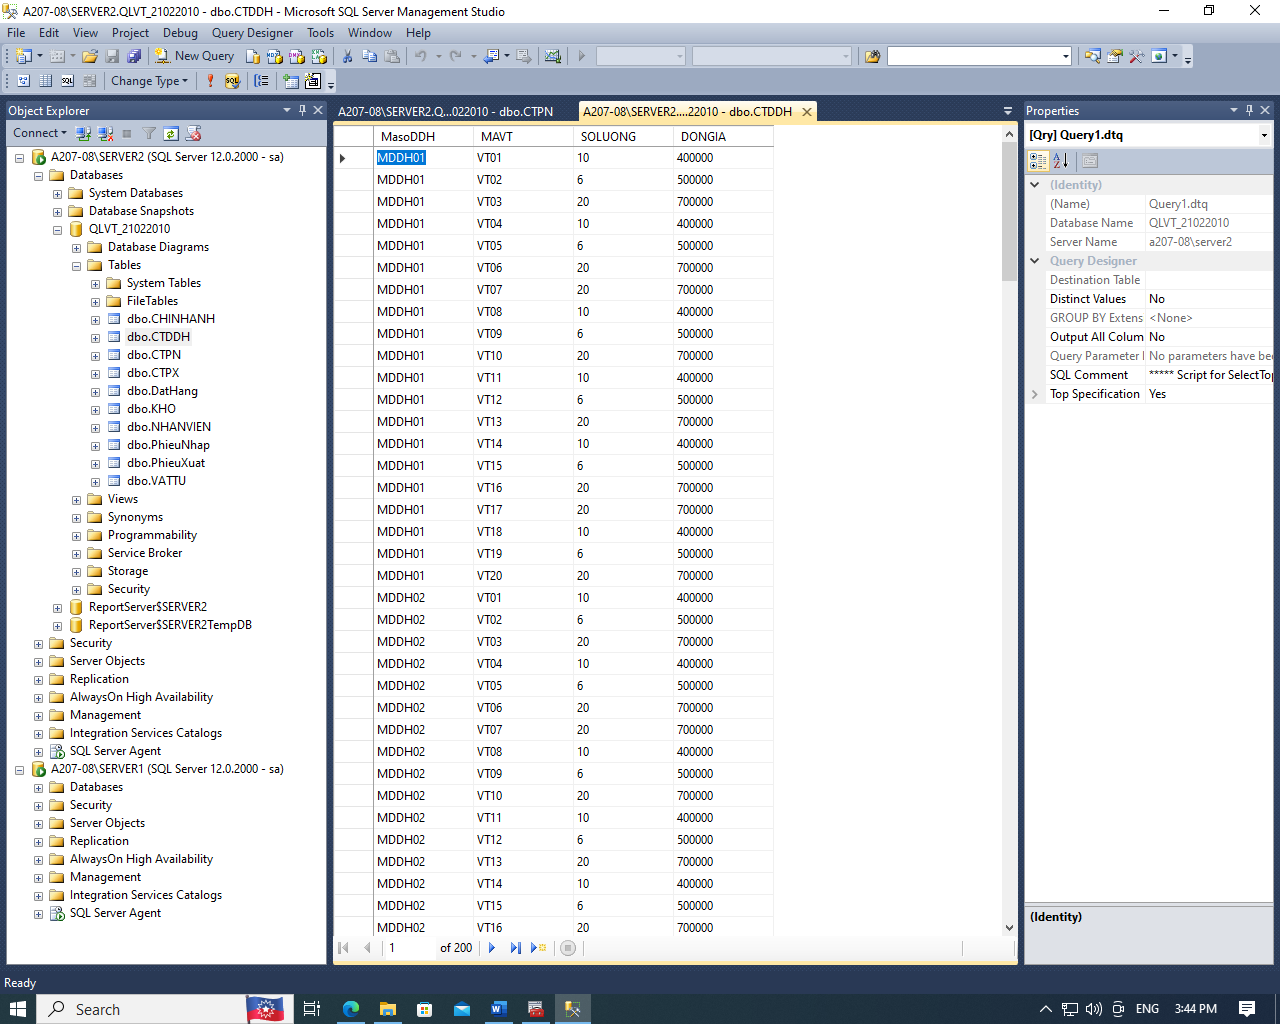 A207-08\SERVER2.QLVT_21022010 - dbo.CTDDH - Microsoft SQL Server Management Studio
File Edit View Project Debug Query Designer Tools Window Help
New Query
Change Type
Object Explorer
Connect
A207-08\SERVER2 (SQL Server 12.0.2000 - sa)
Databases
System Databases
Database Snapshots
QLVT_21022010
Database Diagrams
Tables
System Tables
FileTables
dbo.CHINHANH
dbo.CTDDH
dbo.CTPN
dbo.CTPX
dbo.DatHang
dbo.KHO
dbo.NHANVIEN
dbo.PhieuNhap
dbo.PhieuXuat
dbo.VATTU
Views
Synonyms
Programmability
Service Broker
Storage
Security
ReportServer$SERVER2
ReportServer$SERVER2TempDB
Security
Server Objects
Replication
AlwaysOn High Availability
Management
Integration Services Catalogs
SQL Server Agent
A207-08\SERVER1 (SQL Server 12.0.2000 - sa)
Databases
Security
Server Objects
Replication
AlwaysOn High Availability
Management
Integration Services Catalogs
SQL Server Agent
A207-08\SERVER2.Q...022010 - dbo.CTPN A207-08\SERVER2....22010 - dbo.CTDDH
MasoDDH MAVT SOLUONG DONGIA
MDDH01 VT01 10 400000
MDDH01 VT02 6 500000
MDDH01 VT03 20 700000
MDDH01 VT04 10 400000
MDDH01 VT05 6 500000
MDDH01 VT06 20 700000
MDDH01 VT07 20 700000
MDDH01 VT08 10 400000
MDDH01 VT09 6 500000
MDDH01 VT10 20 700000
MDDH01 VT11 10 400000
MDDH01 VT12 6 500000
MDDH01 VT13 20 700000
MDDH01 VT14 10 400000
MDDH01 VT15 6 500000
MDDH01 VT16 20 700000
MDDH01 VT17 20 700000
MDDH01 VT18 10 400000
MDDH01 VT19 6 500000
MDDH01 VT20 20 700000
MDDH02 VT01 10 400000
MDDH02 VT02 6 500000
MDDH02 VT03 20 700000
MDDH02 VT04 10 400000
MDDH02 VT05 6 500000
MDDH02 VT06 20 700000
MDDH02 VT07 20 700000
MDDH02 VT08 10 400000
MDDH02 VT09 6 500000
MDDH02 VT10 20 700000
MDDH02 VT11 10 400000
MDDH02 VT12 6 500000
MDDH02 VT13 20 700000
MDDH02 VT14 10 400000
MDDH02 VT15 6 500000
MDDH02 VT16 20 700000
1 of 200
Properties
[Qry] Query1.dtq
(Identity)
(Name) Query1.dtq
Database Name QLVT_21022010
Server Name a207-08\server2
Query Designer
Destination Table
Distinct Values No
GROUP BY Extens <None>
Output All Colum No
Query Parameter No parameters have bee
SQL Comment ***** Script for SelectTop
Top Specification Yes
(Identity)
Ready
Search
ENG 3:44 PM